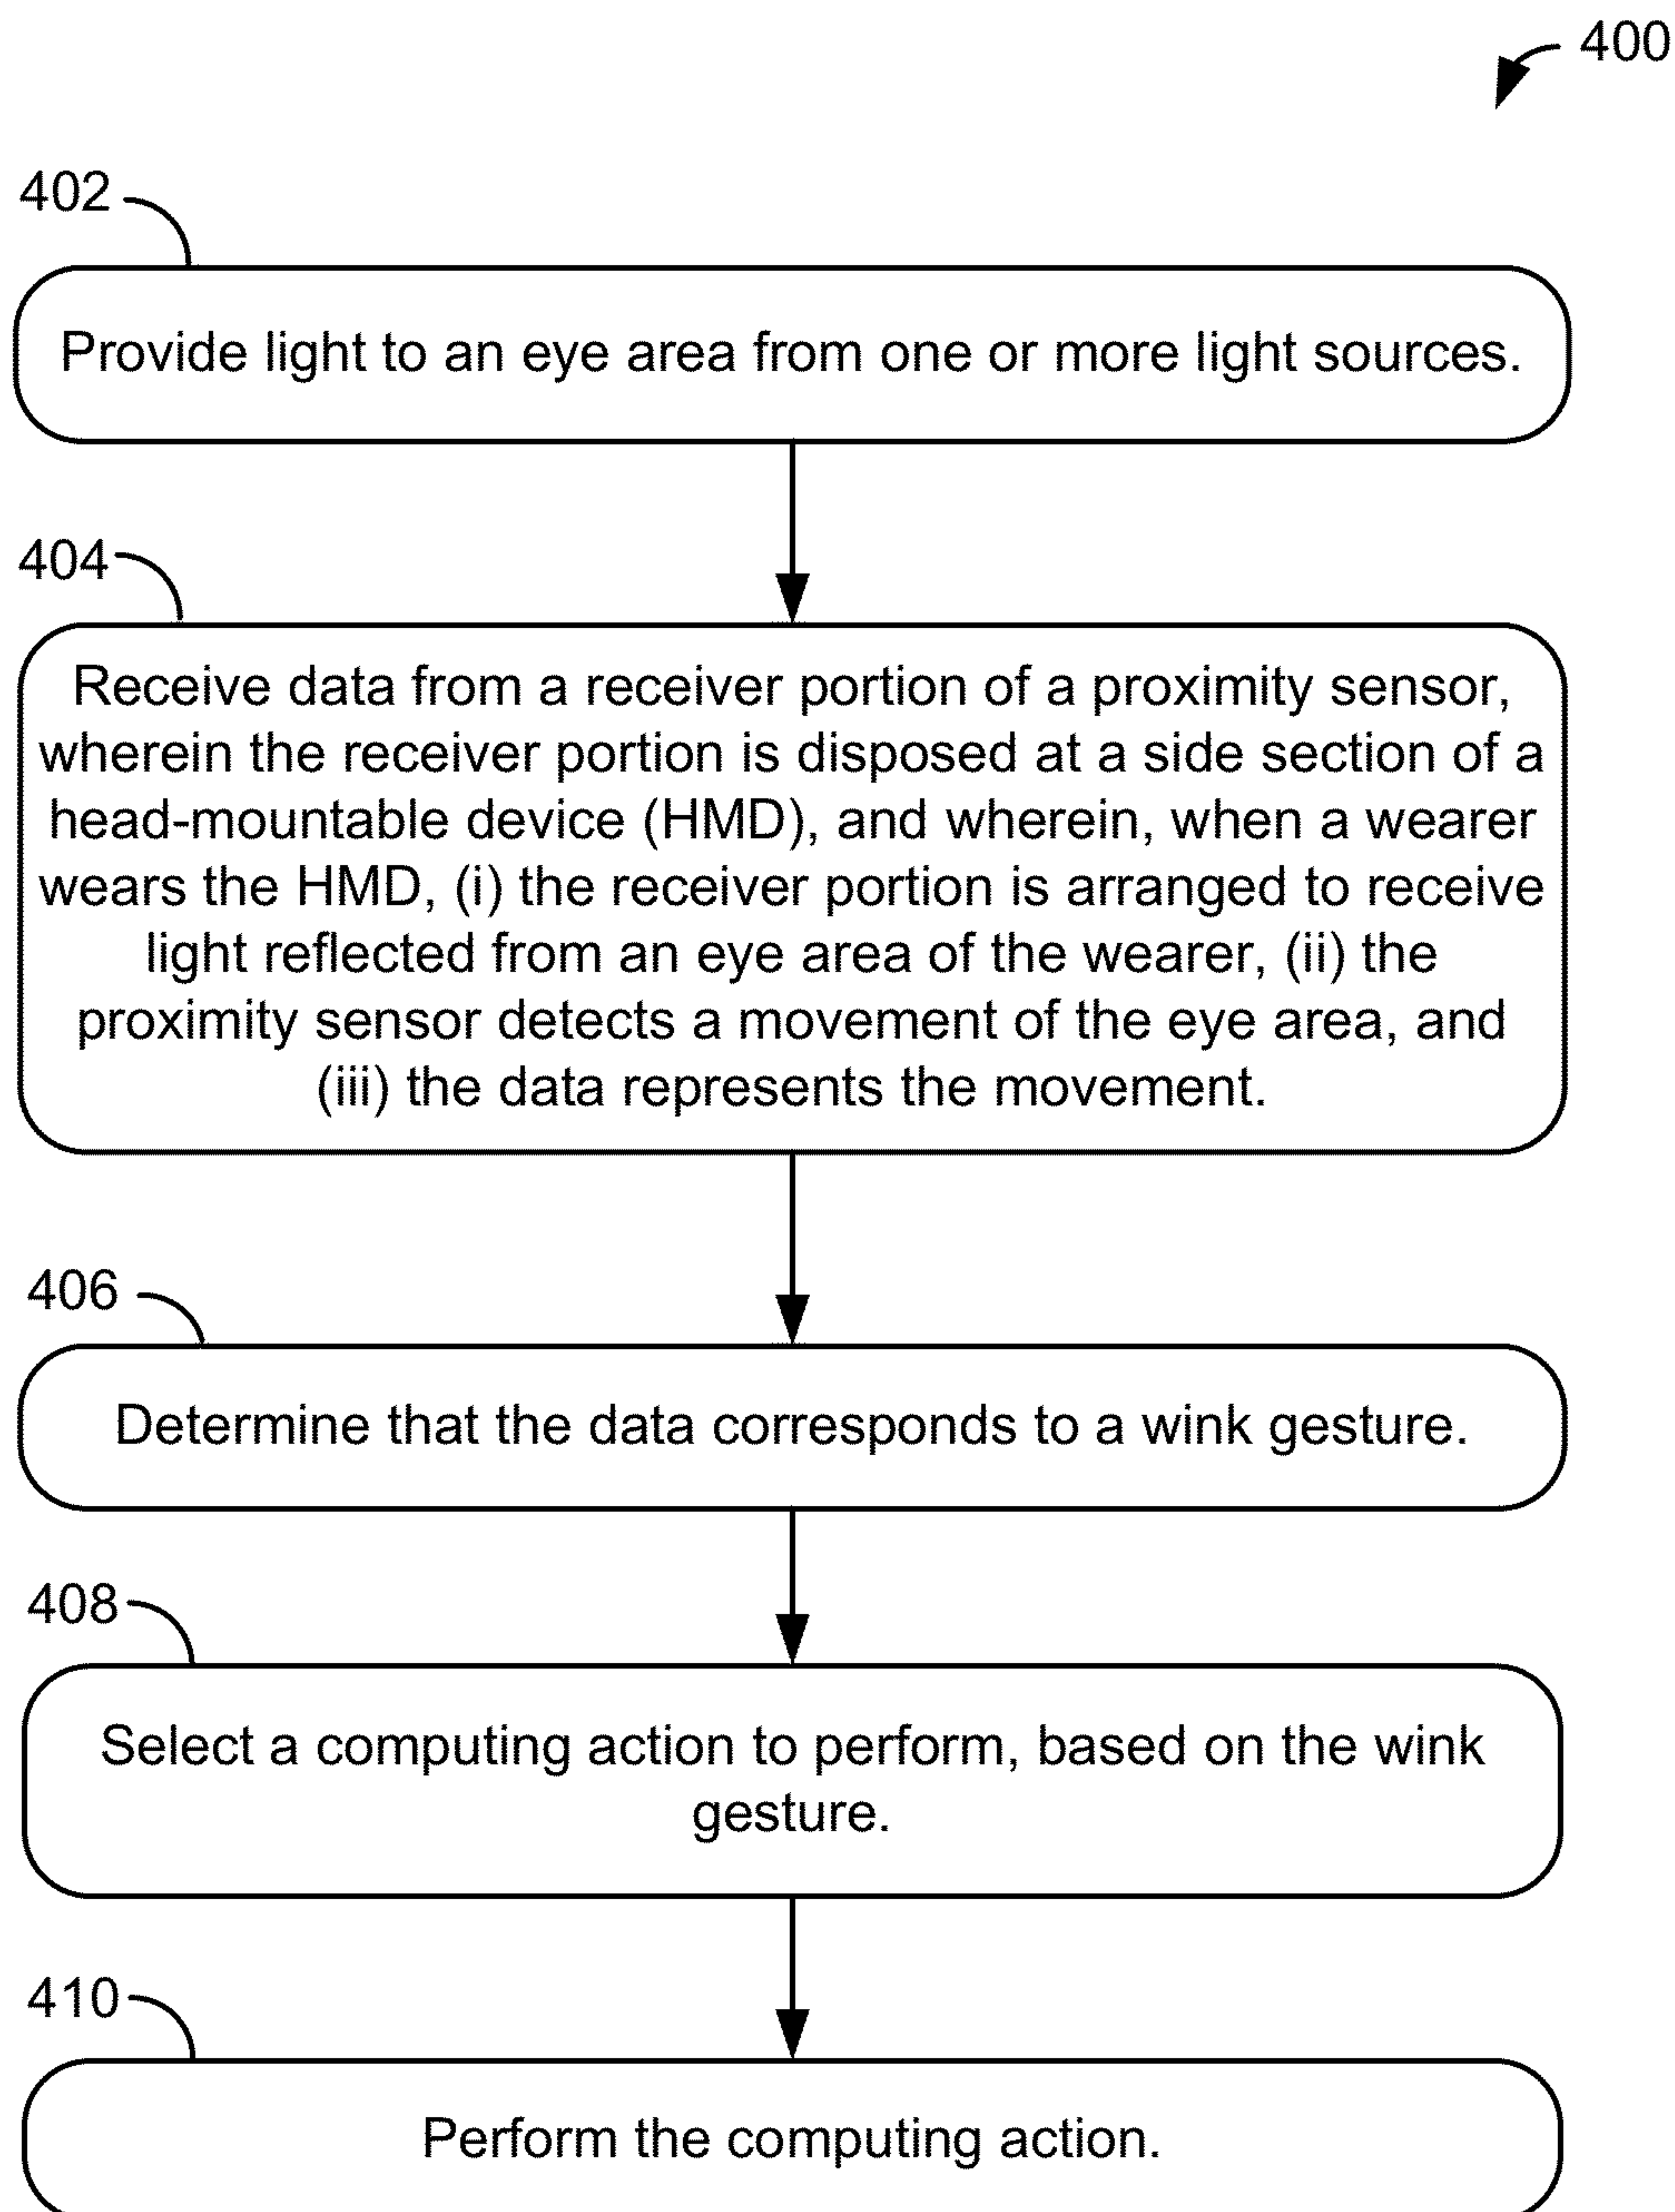 400
402
Provide light to an eye area from one or more light sources.
404
Receive data from a receiver portion of a proximity sensor,
wherein the receiver portion is disposed at a side section of a
head-mountable device (HMD), and wherein, when a wearer
wears the HMD, (i) the receiver portion is arranged to receive
light reflected from an eye area of the wearer, (ii) the
proximity sensor detects a movement of the eye area, and
(iii) the data represents the movement.
406
Determine that the data corresponds to a wink gesture.
408
Select a computing action to perform, based on the wink
gesture.
410
Perform the computing action.